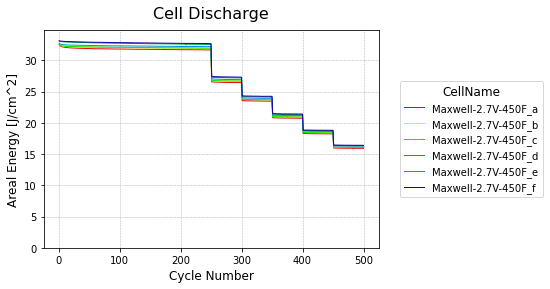 Cell Discharge
Areal Energy [J/cm^2]
30
25
20
15
10
5
0
0
100
200
300
400
500
Cycle Number
CellName
Maxwell-2.7V-450F_a
Maxwell-2.7V-450F_b
Maxwell-2.7V-450F_c
Maxwell-2.7V-450F_d
Maxwell-2.7V-450F_e
Maxwell-2.7V-450F_f